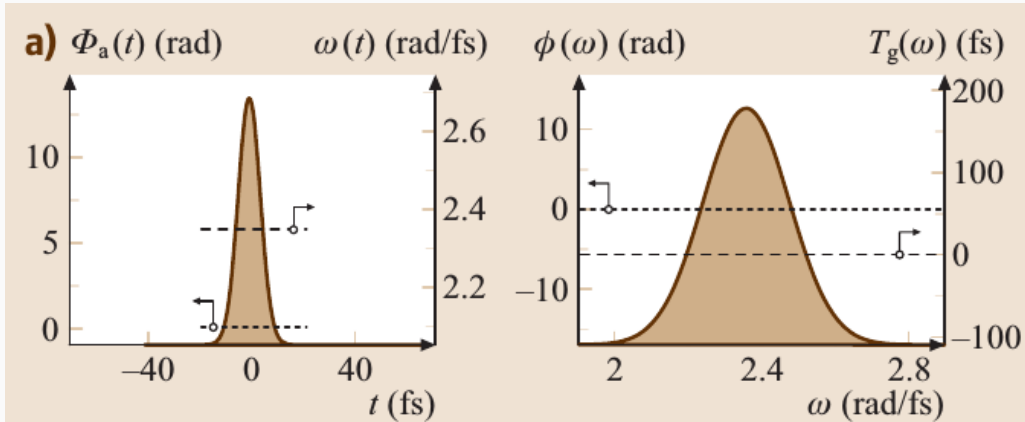 a) Φa(t) (rad) ω(t) (rad/fs)
10
5
0
2.6
2.4
2.2
−40 0 40
t (fs)
ϕ(ω) (rad) Tg(ω) (fs)
10
0
−10
200
100
0
−100
2 2.4 2.8
ω (rad/fs)